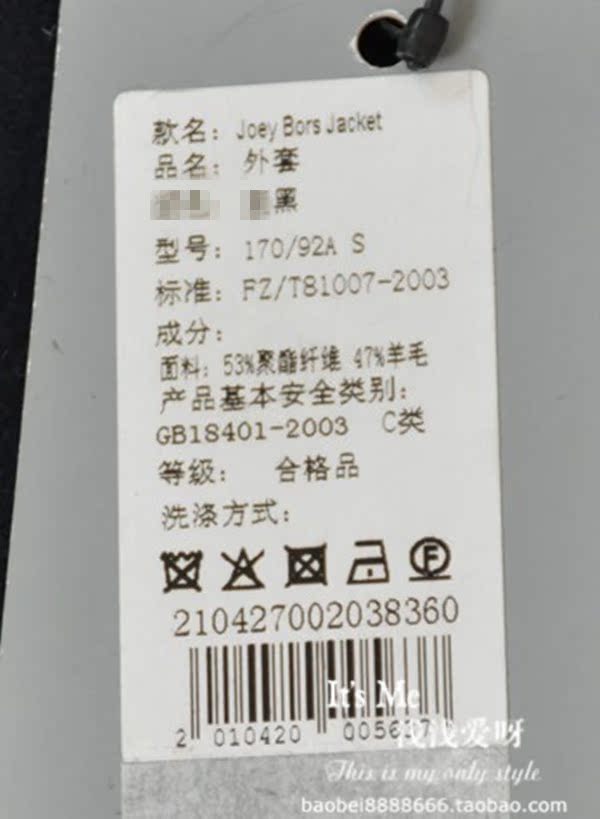 款名: Joey Bors Jacket
品名: 外套
黑
型号: 170/92A S
标准: FZ/T81007-2003
成分:
面料: 53%聚酯纤维 47%羊毛
产品基本安全类别:
GB18401-2003 C类
等级: 合格品
洗涤方式:
F
210427002038360
2 010420 005637
It's Me
浅浅爱呀
This is my only style
baobei8888666.taobao.com